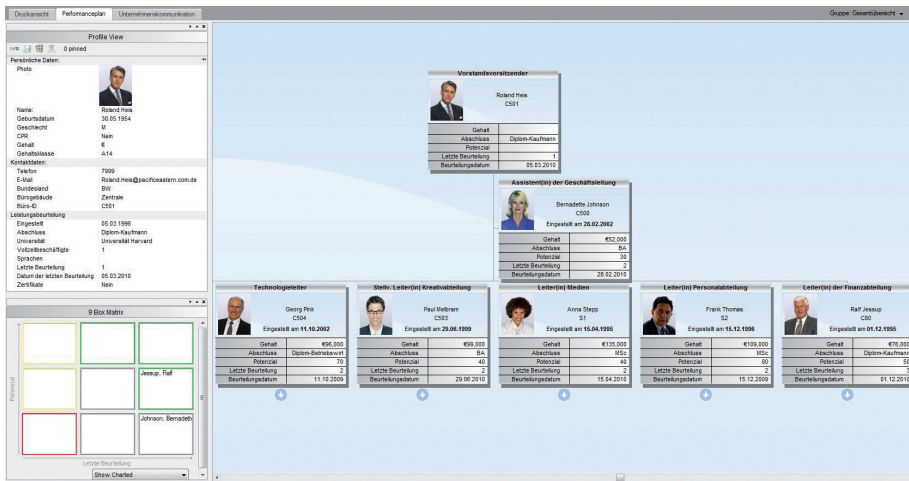 Druckansicht Performanceplan Unternehmenskommunikation Gruppe: Gesamtübersicht
Profile View
0 pinned
Persönliche Daten:
Photo
Name: Roland Heis
Geburtsdatum 30.05.1954
Geschlecht M
CPR Nein
Gehalt €
Gehaltsklasse A14
Kontaktdaten:
Telefon 7999
E-Mail Roland.Heis@pacificeastern.com.de
Bundesland BW
Bürogebäude Zentrale
Büro-ID C501
Leistungsbeurteilung
Eingestellt 05.03.1996
Abschluss Diplom-Kaufmann
Universität Universität Harvard
Vollzeitbeschäftigte 1
Sprachen
Letzte Beurteilung 1
Datum der letzten Beurteilung 05.03.2010
Zertifikate Nein
9 Box Matrix
Potenzial
Jessup, Ralf
Johnson, Bernadette
Letzte Beurteilung
Show Charted
Vorstandsvorsitzender
Roland Heis
C501
Gehalt
Abschluss Diplom-Kaufmann
Potenzial
Letzte Beurteilung 1
Beurteilungsdatum 05.03.2010
Assistent(in) der Geschäftsleitung
Bernadette Johnson
C500
Eingestellt am 26.02.2002
Gehalt €52,000
Abschluss BA
Potenzial 30
Letzte Beurteilung 2
Beurteilungsdatum 28.02.2010
Technologieleiter
Georg Pink
C504
Eingestellt am 11.10.2002
Gehalt €96,000
Abschluss Diplom-Betriebswirt
Potenzial 70
Letzte Beurteilung 2
Beurteilungsdatum 11.10.2009
Stellv. Leiter(in) Kreativabteilung
Paul Melbram
C503
Eingestellt am 29.06.1999
Gehalt €99,000
Abschluss BA
Potenzial 40
Letzte Beurteilung 2
Beurteilungsdatum 29.06.2010
Leiter(in) Medien
Anna Stepp
S1
Eingestellt am 15.04.1995
Gehalt €135,000
Abschluss MSc
Potenzial 40
Letzte Beurteilung 2
Beurteilungsdatum 15.04.2010
Leiter(in) Personalabteilung
Frank Thomas
S2
Eingestellt am 15.12.1996
Gehalt €109,000
Abschluss MSc
Potenzial 80
Letzte Beurteilung 2
Beurteilungsdatum 15.12.2009
Leiter(in) der Finanzabteilung
Ralf Jessup
C80
Eingestellt am 01.12.1995
Gehalt €76,000
Abschluss Diplom-Kaufmann
Potenzial 50
Letzte Beurteilung 3
Beurteilungsdatum 01.12.2010